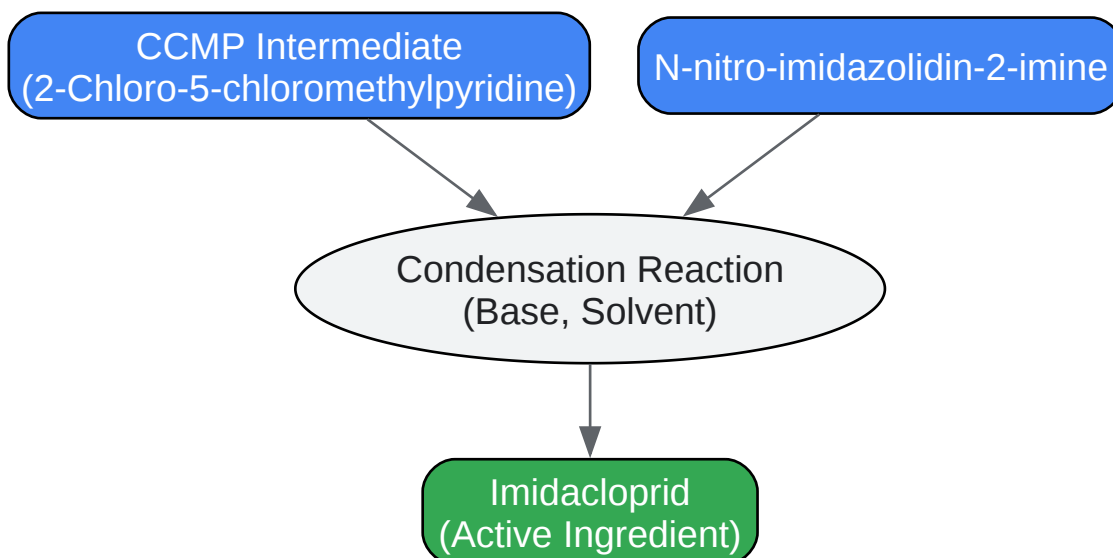 CCMP Intermediate
(2-Chloro-5-chloromethylpyridine)
N-nitro-imidazolidin-2-imine
Condensation Reaction
(Base, Solvent)
Imidacloprid
(Active Ingredient)